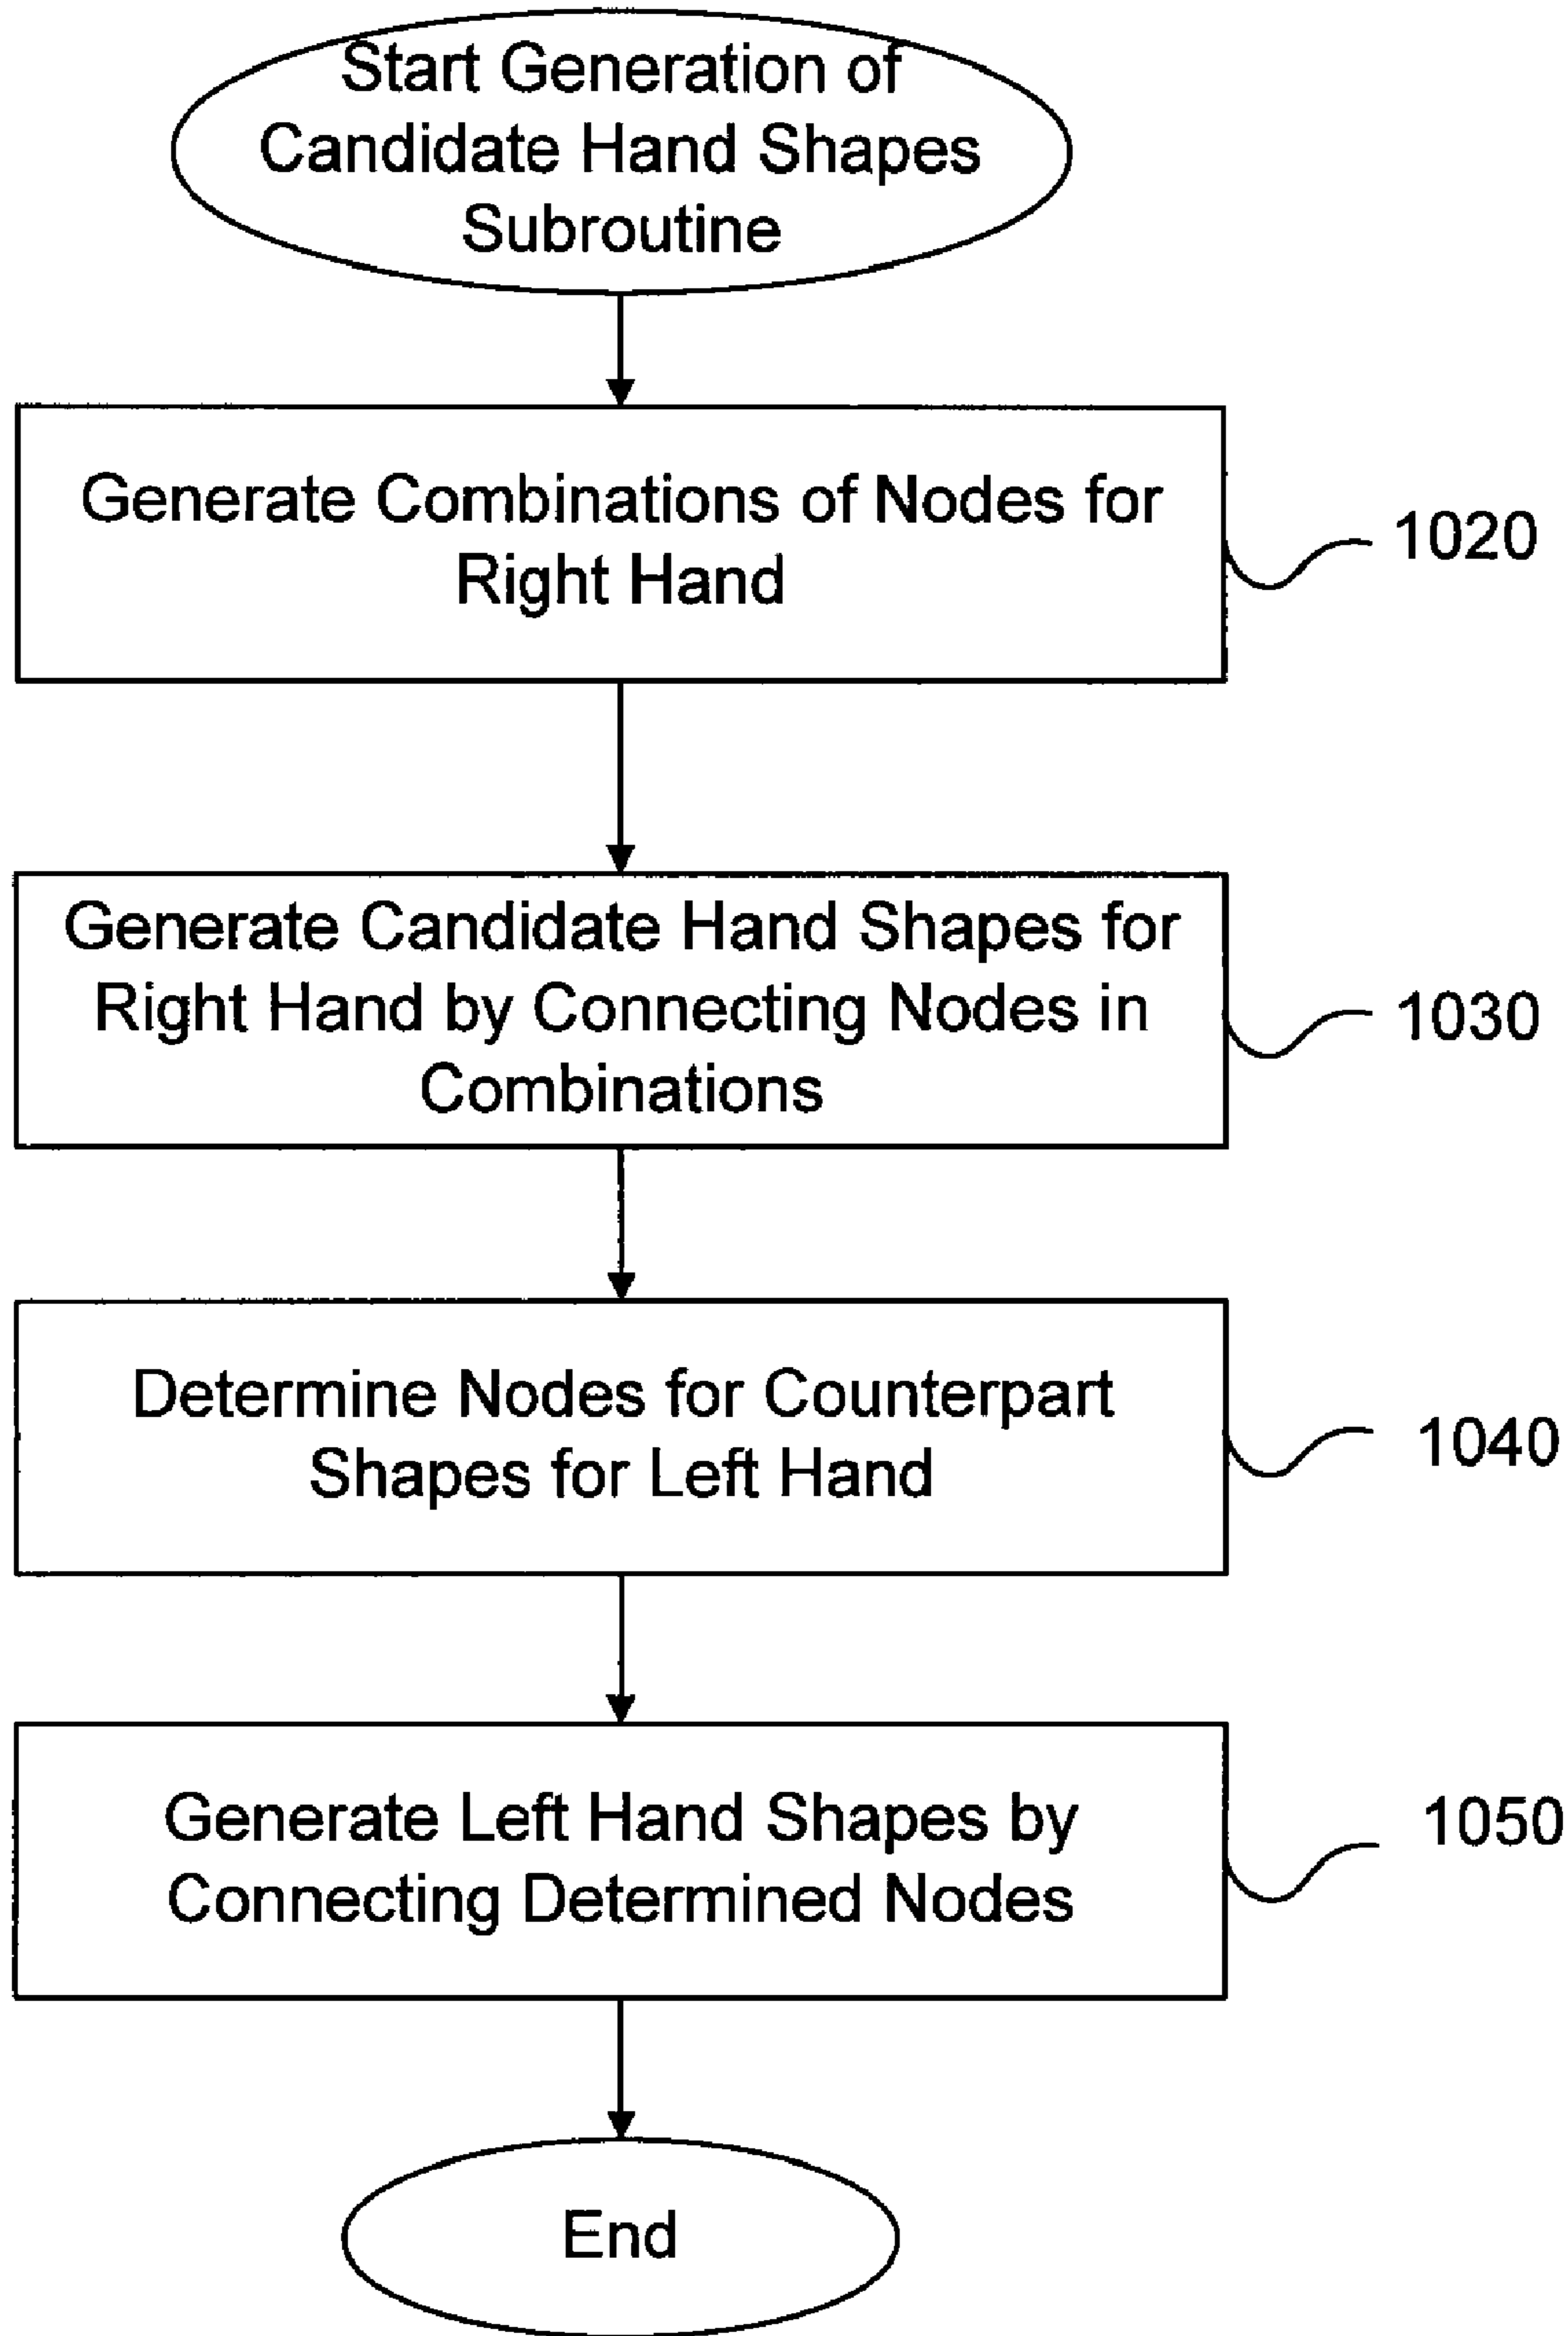 Start Generation of
Candidate Hand Shapes
Subroutine
Generate Combinations of Nodes for
Right Hand
1020
Generate Candidate Hand Shapes for
Right Hand by Connecting Nodes in
Combinations
1030
Determine Nodes for Counterpart
Shapes for Left Hand
1040
Generate Left Hand Shapes by
Connecting Determined Nodes
1050
End